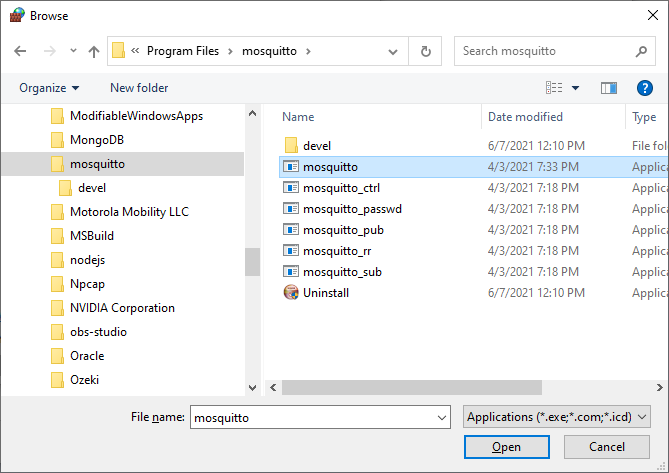 Browse
« Program Files › mosquitto ›
Search mosquitto
Organize
New folder
?
ModifiableWindowsApps
MongoDB
mosquitto
devel
Motorola Mobility LLC
MSBuild
nodejs
Npcap
NVIDIA Corporation
obs-studio
Oracle
Ozeki
Name Date modified Type
devel 6/7/2021 12:10 PM File fol
mosquitto 4/3/2021 7:33 PM Applica
mosquitto_ctrl 4/3/2021 7:18 PM Applica
mosquitto_passwd 4/3/2021 7:18 PM Applica
mosquitto_pub 4/3/2021 7:18 PM Applica
mosquitto_rr 4/3/2021 7:18 PM Applica
mosquitto_sub 4/3/2021 7:18 PM Applica
Uninstall 6/7/2021 12:10 PM Applica
File name: mosquitto
Applications (*.exe;*.com;*.icd)
Open
Cancel